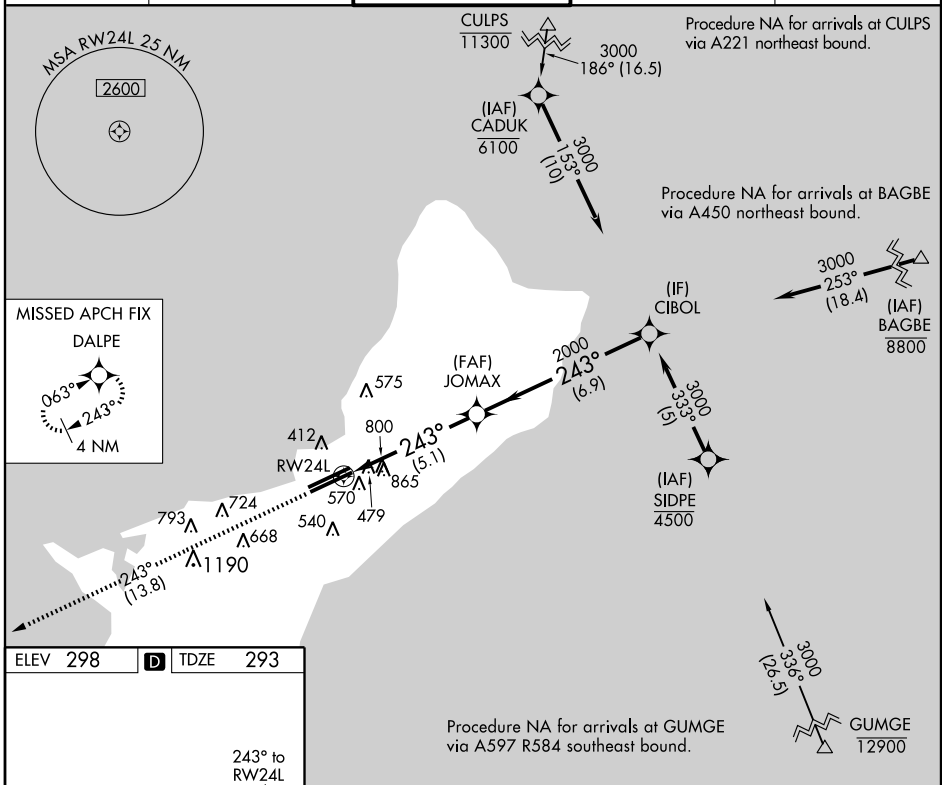 CULPS
11300
3000
186° (16.5)
Procedure NA for arrivals at CULPS
via A221 northeast bound.
MSA RW24L 25 NM
2600
(IAF)
CADUK
6100
3000
153°
(10)
Procedure NA for arrivals at BAGBE
via A450 northeast bound.
3000
253°
(18.4)
(IAF)
BAGBE
8800
(IF)
CIBOL
MISSED APCH FIX
DALPE
063°
243°
4 NM
2000
243°
(6.9)
(FAF)
JOMAX
575
3000
333°
(5)
412
800
243°
(5.1)
RW24L
865
570
479
(IAF)
SIDPE
4500
793
724
540
668
1190
243°
(13.8)
3000
336°
(26.5)
ELEV 298
D
TDZE 293
243° to
RW24L
Procedure NA for arrivals at GUMGE
via A597 R584 southeast bound.
GUMGE
12900